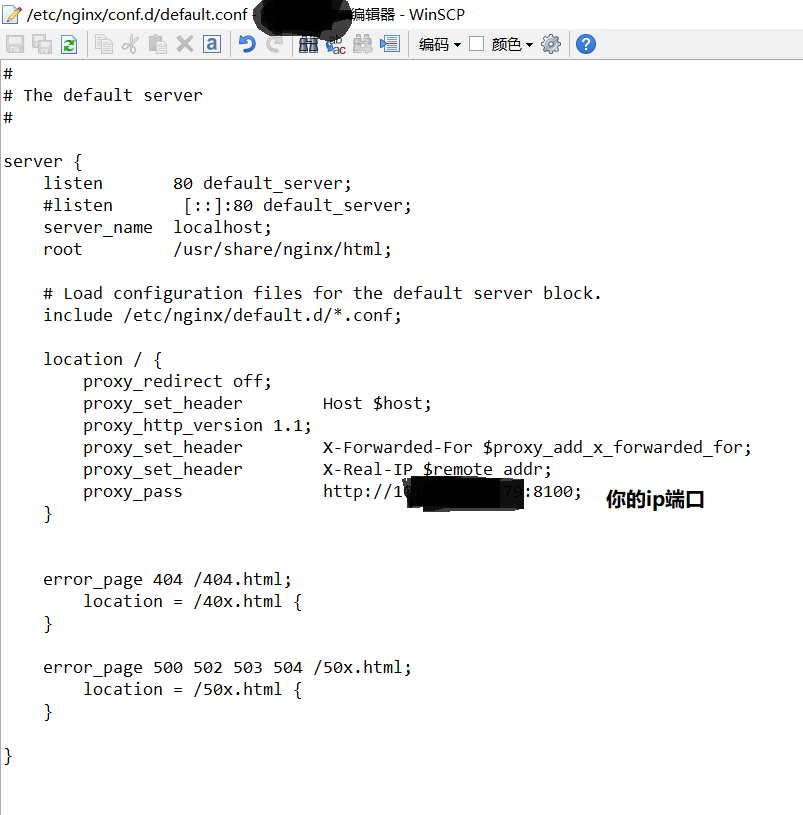 /etc/nginx/conf.d/default.conf - 编辑器 - WinSCP
编码 颜色
#
# The default server
#
server {
listen 80 default_server;
#listen [::]:80 default_server;
server_name localhost;
root /usr/share/nginx/html;
# Load configuration files for the default server block.
include /etc/nginx/default.d/*.conf;
location / {
proxy_redirect off;
proxy_set_header Host $host;
proxy_http_version 1.1;
proxy_set_header X-Forwarded-For $proxy_add_x_forwarded_for;
proxy_set_header X-Real-IP $remote_addr;
proxy_pass http://10 79:8100; 你的ip端口
}
error_page 404 /404.html;
location = /40x.html {
}
error_page 500 502 503 504 /50x.html;
location = /50x.html {
}
}